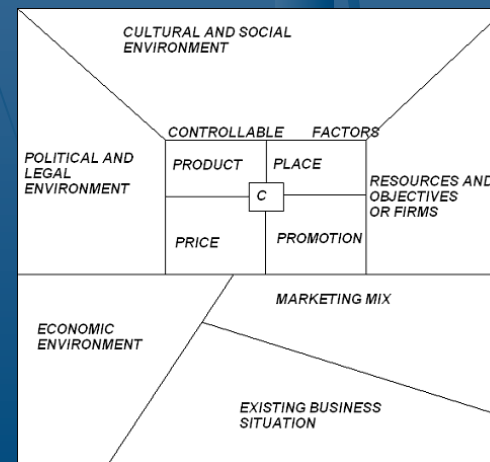 CULTURAL AND SOCIAL
ENVIRONMENT
CONTROLLABLE FACTORS
POLITICAL AND
LEGAL
ENVIRONMENT
PRODUCT
PLACE
RESOURCES AND
OBJECTIVES
OR FIRMS
C
PRICE
PROMOTION
MARKETING MIX
ECONOMIC
ENVIRONMENT
EXISTING BUSINESS
SITUATION